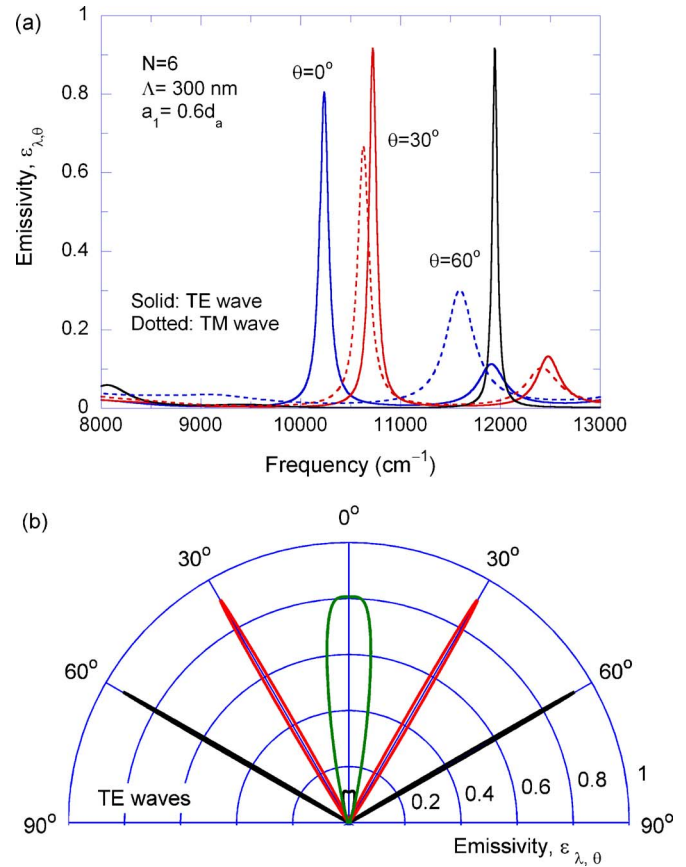 (a)
1
0.8
0.6
0.4
0.2
0
Emissivity, ε_λ,θ
N=6
Λ= 300 nm
a₁= 0.6dₐ
θ=0°
θ=30°
θ=60°
Solid: TE wave
Dotted: TM wave
8000 9000 10000 11000 12000 13000
Frequency (cm⁻¹)
(b)
0°
30° 30°
60° 60°
90° 90°
TE waves
0.2 0.4 0.6 0.8 1
Emissivity, ε_λ, θ